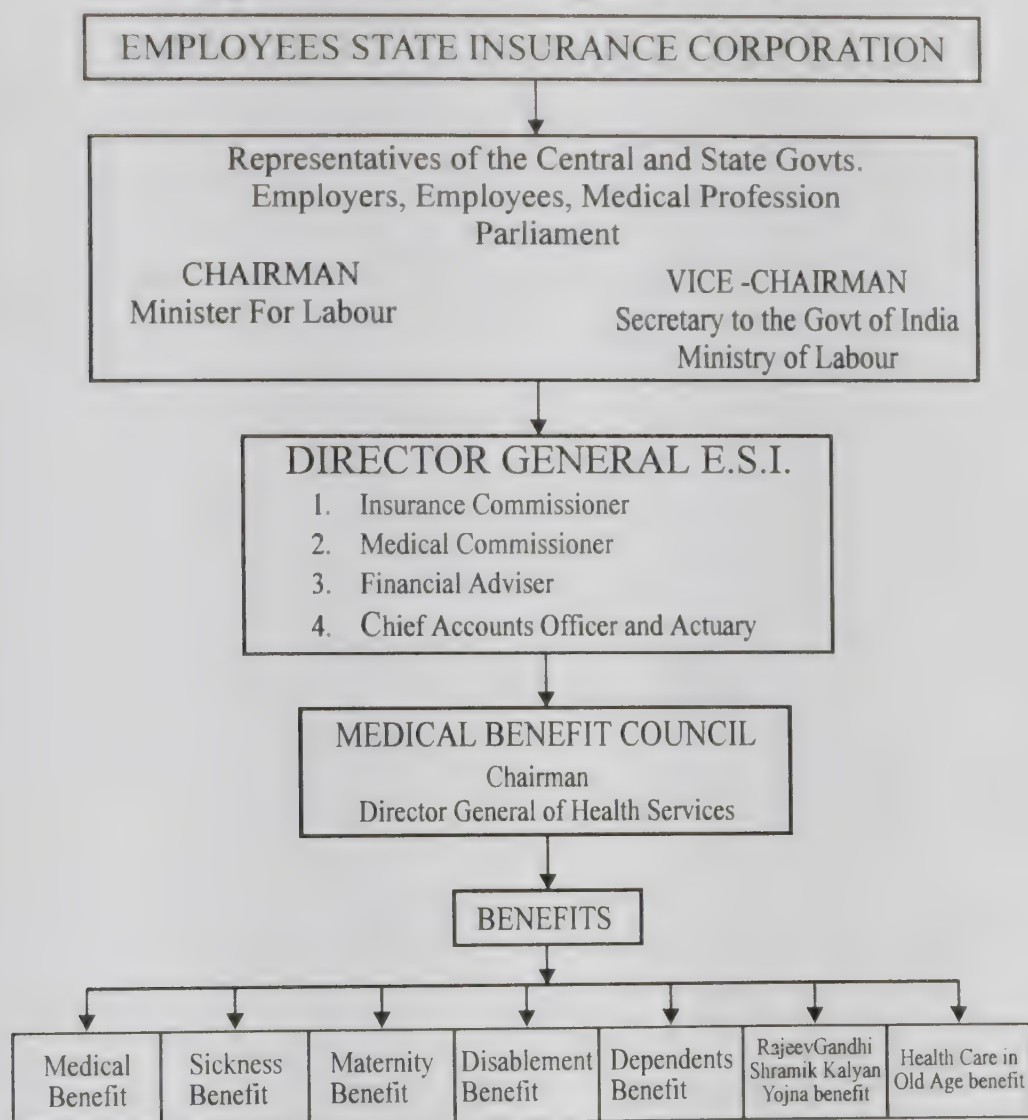 EMPLOYEES STATE INSURANCE CORPORATION
Representatives of the Central and State Govts.
Employers, Employees, Medical Profession
Parliament
CHAIRMAN
Minister For Labour
VICE -CHAIRMAN
Secretary to the Govt of India
Ministry of Labour
DIRECTOR GENERAL E.S.I.
1. Insurance Commissioner
2. Medical Commissioner
3. Financial Adviser
4. Chief Accounts Officer and Actuary
MEDICAL BENEFIT COUNCIL
Chairman
Director General of Health Services
BENEFITS
Medical
Benefit
Sickness
Benefit
Maternity
Benefit
Disablement
Benefit
Dependents
Benefit
RajeevGandhi
Shramik Kalyan
Yojna benefit
Health Care in
Old Age benefit